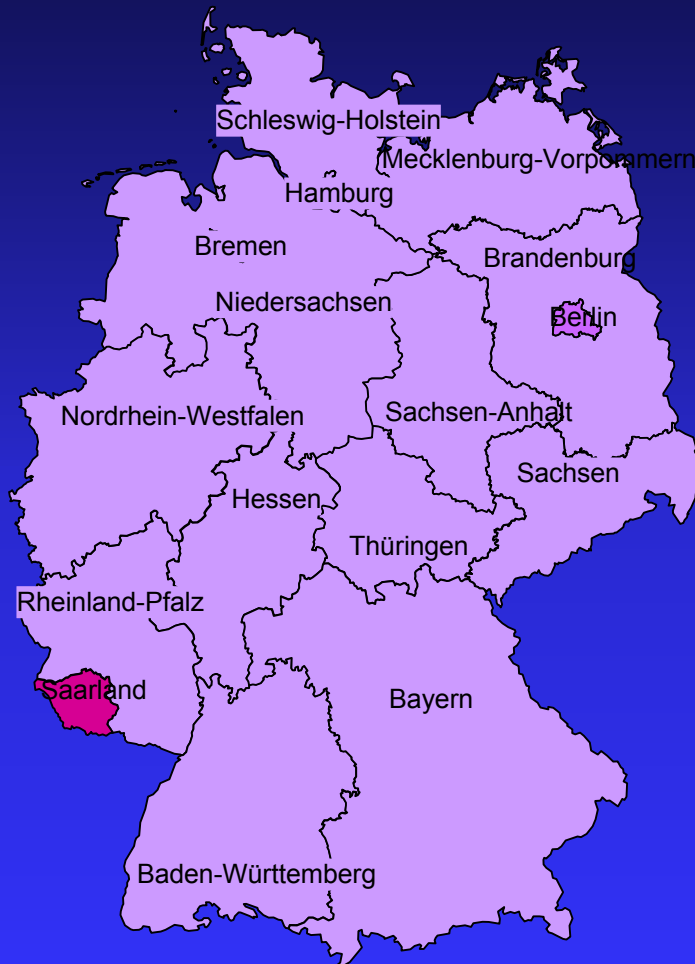 Schleswig-Holstein
Mecklenburg-Vorpommern
Hamburg
Bremen
Brandenburg
Niedersachsen
Berlin
Nordrhein-Westfalen
Sachsen-Anhalt
Sachsen
Hessen
Thüringen
Rheinland-Pfalz
Saarland
Bayern
Baden-Württemberg